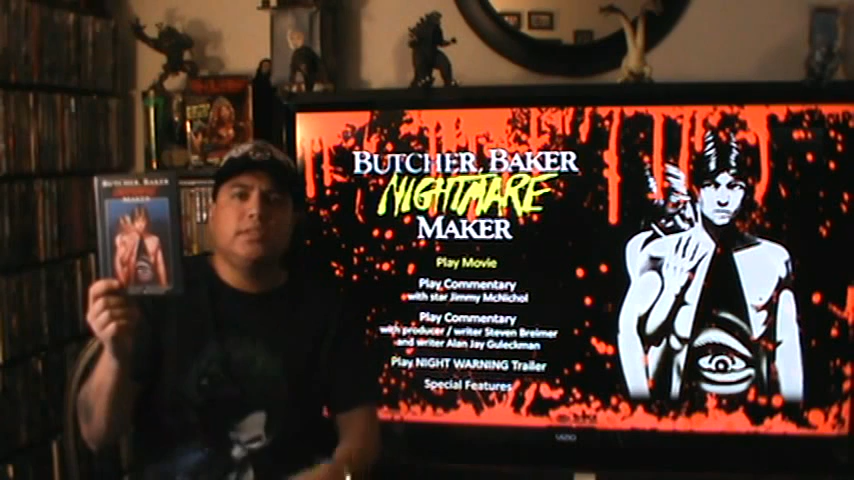 BUTCHER, BAKER
NIGHTMARE
MAKER
Play Movie
Play Commentary
with star Jimmy McNichol
Play Commentary
with producer / writer Steven Breimer
and writer Alan Jay Guleckman
Play NIGHT WARNING Trailer
Special Features
BUTCHER, BAKER
MAKER
VIZIO